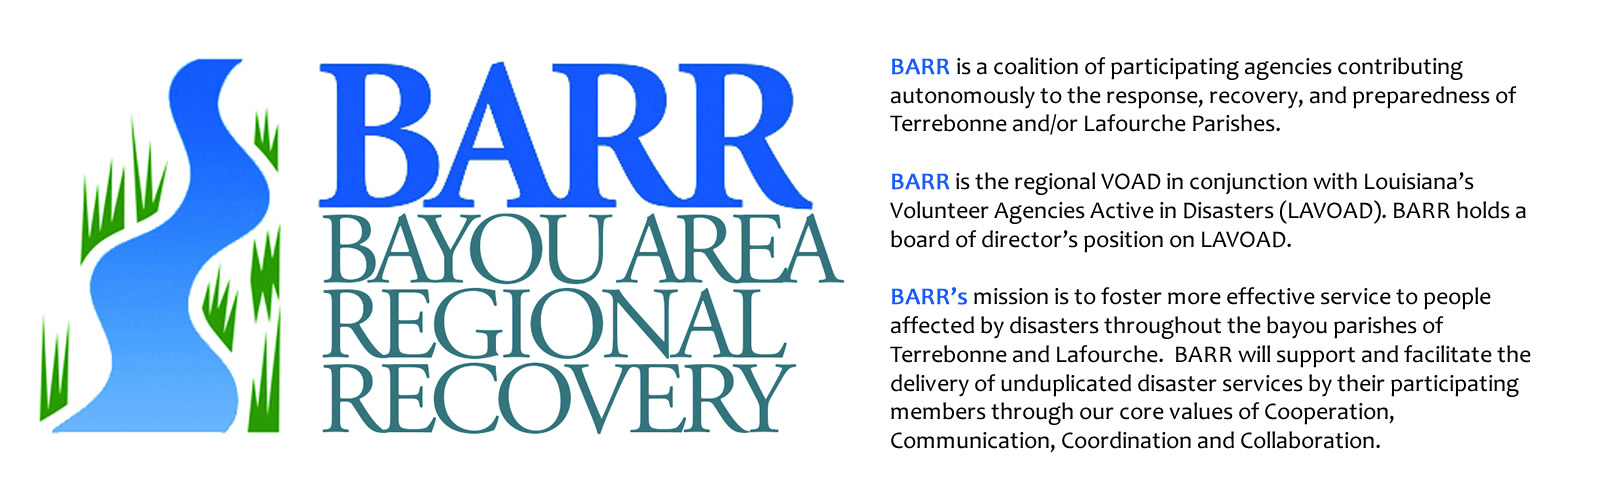 BARR
BAYOU AREA
REGIONAL
RECOVERY
BARR is a coalition of participating agencies contributing
autonomously to the response, recovery, and preparedness of
Terrebonne and/or Lafourche Parishes.
BARR is the regional VOAD in conjunction with Louisiana’s
Volunteer Agencies Active in Disasters (LAVOAD). BARR holds a
board of director’s position on LAVOAD.
BARR’s mission is to foster more effective service to people
affected by disasters throughout the bayou parishes of
Terrebonne and Lafourche.  BARR will support and facilitate the
delivery of unduplicated disaster services by their participating
members through our core values of Cooperation,
Communication, Coordination and Collaboration.